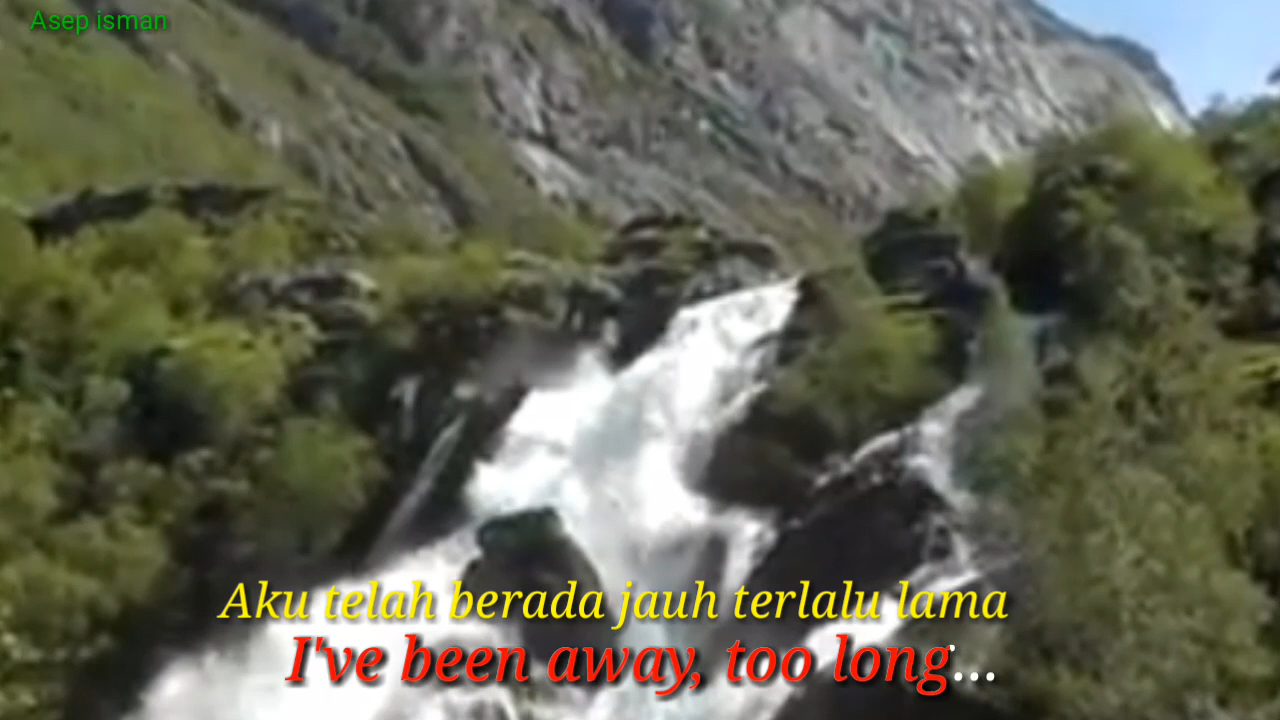 Asep isman
Aku telah berada jauh terlalu lama
I've been away, too long...